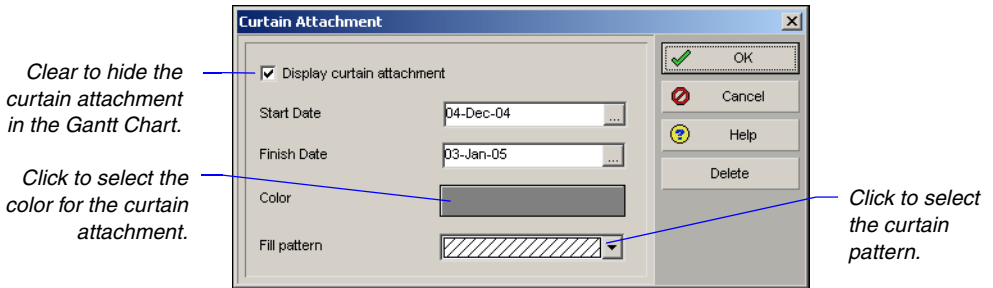 Curtain Attachment
Clear to hide the
curtain attachment
in the Gantt Chart.
Display curtain attachment
Start Date
04-Dec-04
...
Finish Date
03-Jan-05
...
Color
Fill pattern
Click to select the
color for the curtain
attachment.
OK
Cancel
Help
Delete
Click to select
the curtain
pattern.